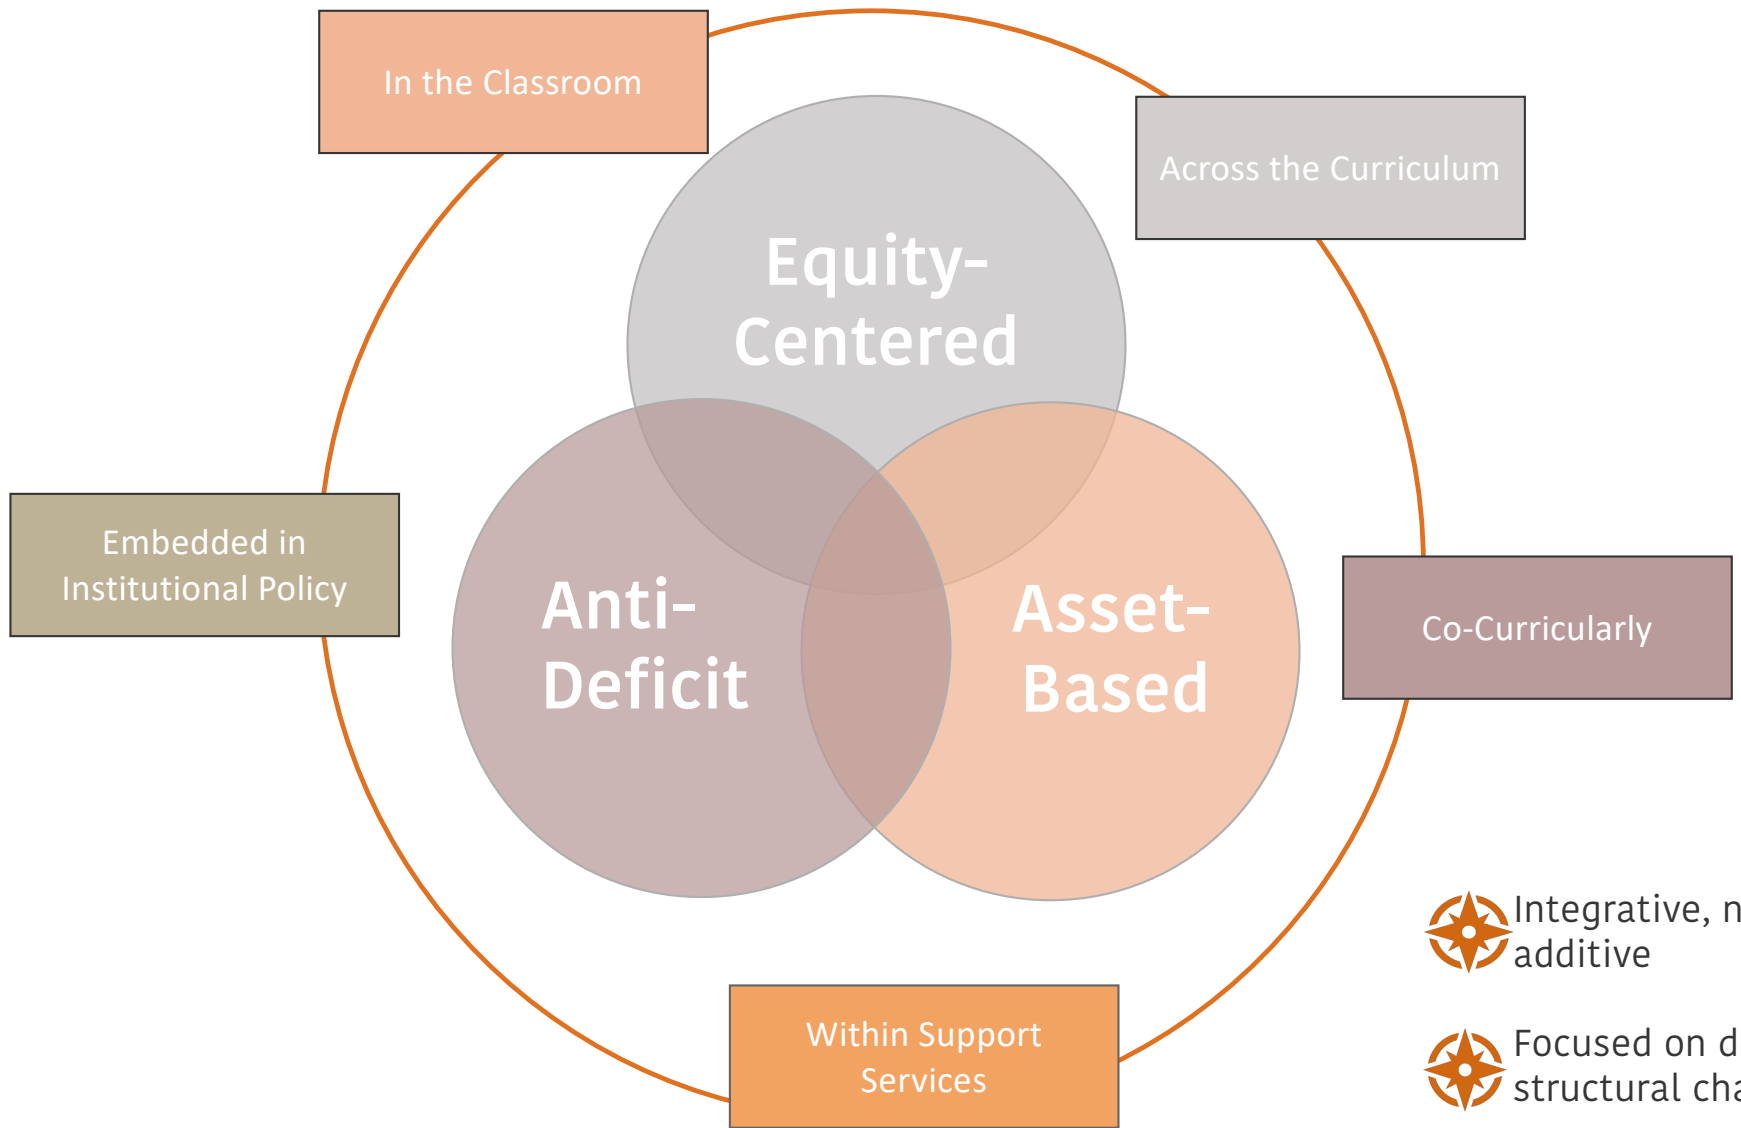 In the Classroom
Across the Curriculum
Equity-
Centered
Embedded in
Institutional Policy
Anti-
Deficit
Asset-
Based
Co-Curricularly
Within Support
Services
Integrative, n
additive
Focused on d
structural cha